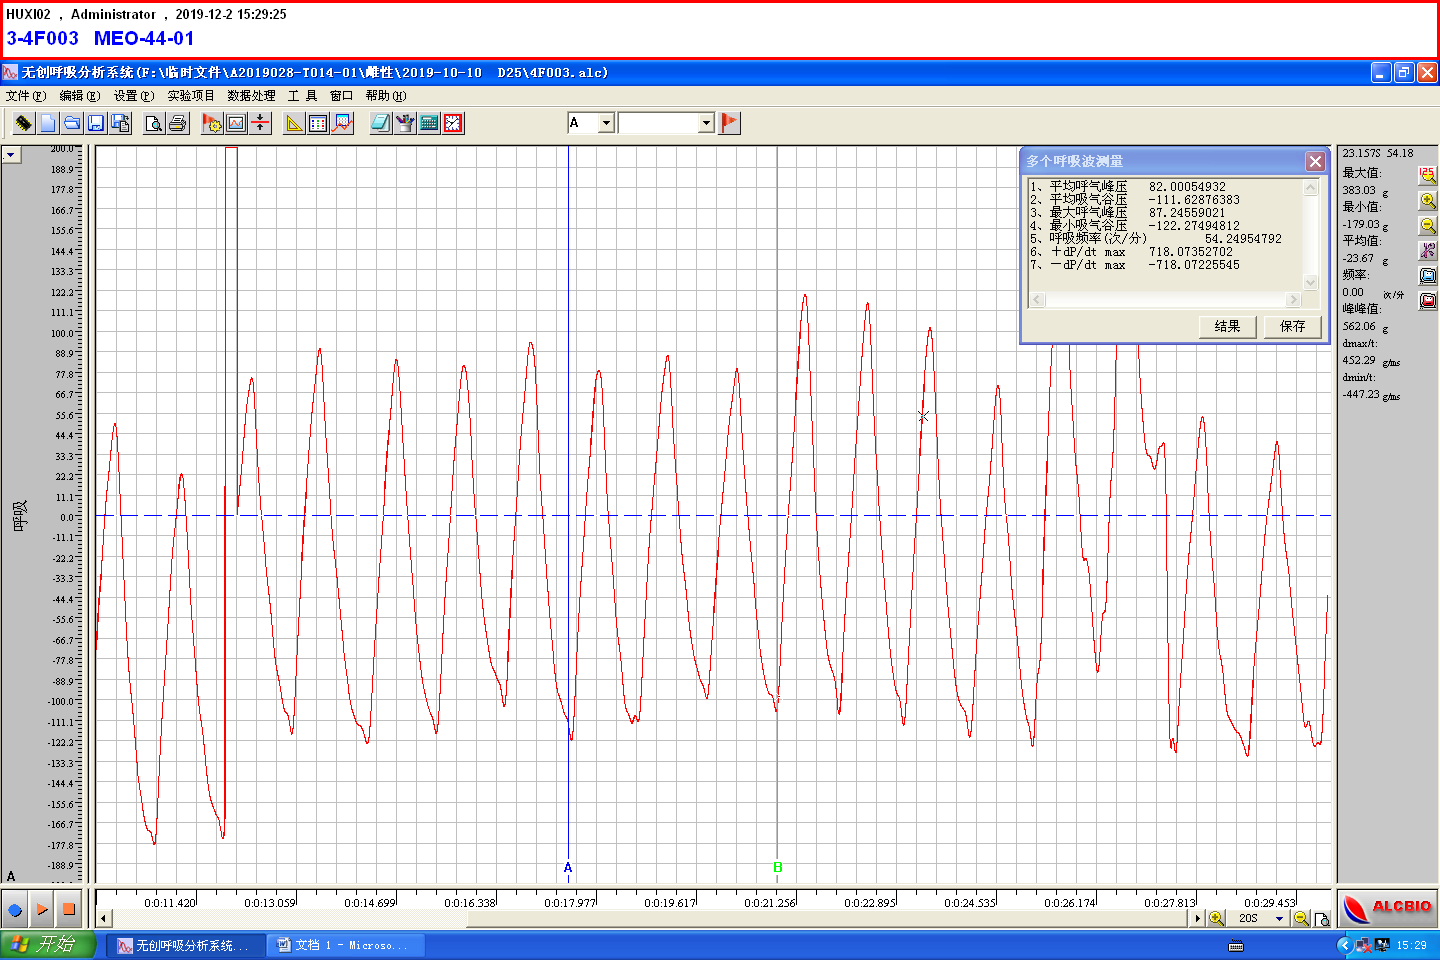 HUXI02 , Administrator , 2019-12-2 15:29:25
3-4F003 MEO-44-01
无创呼吸分析系统(F:\临时文件\A2019028-T014-01\雌性\2019-10-10 D25\4F003.alc)
文件(F) 编辑(E) 设置(P) 实验项目 数据处理 工 具 窗口 帮助(H)
A
200.0
188.9
177.8
166.7
155.6
144.4
133.3
122.2
111.1
100.0
88.9
77.8
66.7
55.6
44.4
33.3
22.2
11.1
0.0
-11.1
-22.2
-33.3
-44.4
-55.6
-66.7
-77.8
-88.9
-100.0
-111.1
-122.2
-133.3
-144.4
-155.6
-166.7
-177.8
-188.9
呼吸
A
A
B
多个呼吸波测量
1、平均呼气峰压 82.00054932
2、平均吸气谷压 -111.62876383
3、最大呼气峰压 87.24559021
4、最小吸气谷压 -122.27494812
5、呼吸频率(次/分) 54.24954792
6、＋dP/dt max 718.07352702
7、－dP/dt max -718.07225545
结果 保存
23.157S 54.18
最大值:
383.03 g
最小值:
-179.03 g
平均值:
-23.67 g
频率:
0.00 次/分
峰峰值:
562.06 g
dmax/t:
452.29 g/ms
dmin/t:
-447.23 g/ms
125
0:0:11.420 0:0:13.059 0:0:14.699 0:0:16.338 0:0:17.977 0:0:19.617 0:0:21.256 0:0:22.895 0:0:24.535 0:0:26.174 0:0:27.813 0:0:29.453
20S
ALCBIO
开始 无创呼吸分析系统... 文档 1 - Microso... 15:29